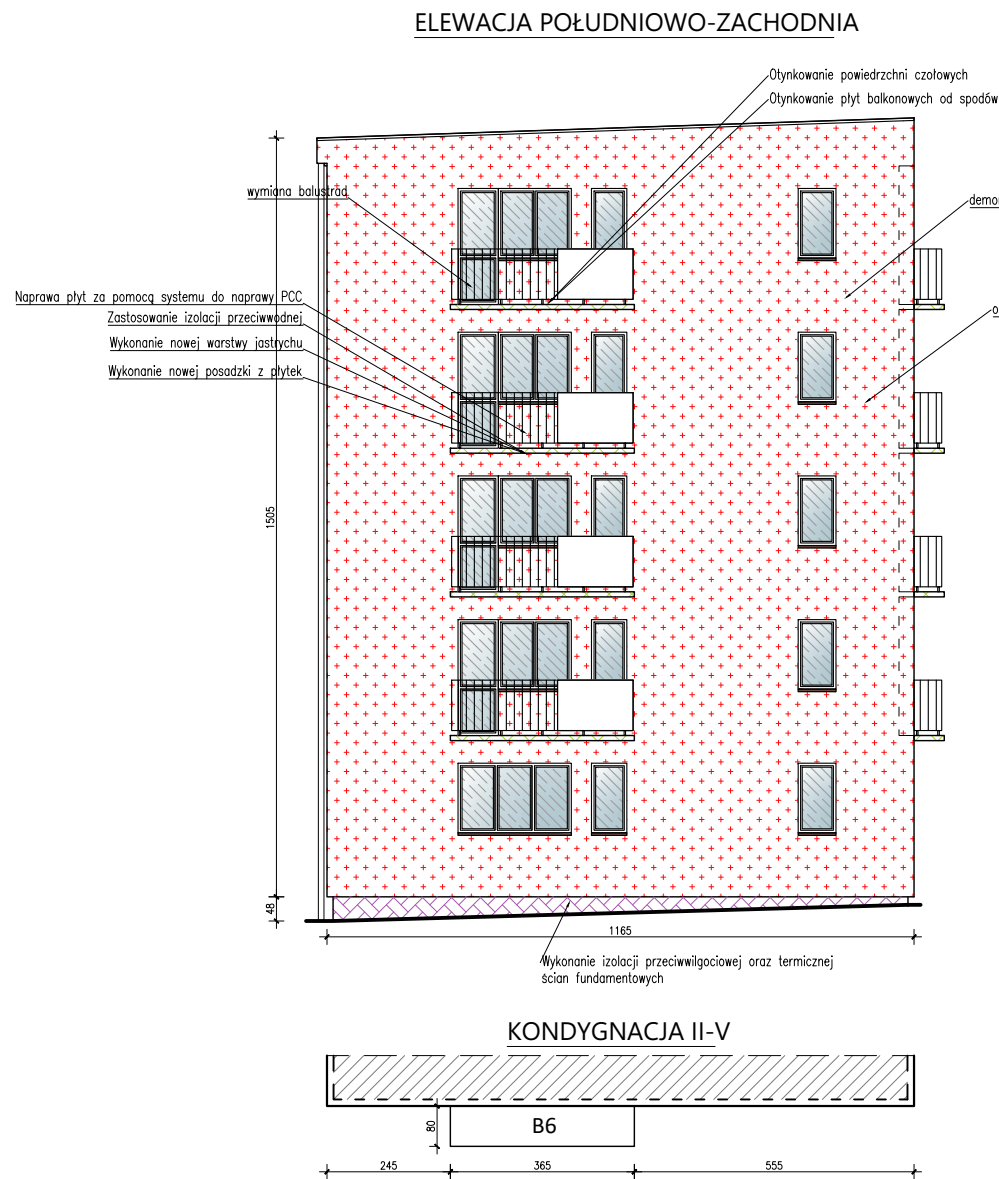 ELEWACJA POŁUDNIOWO-ZACHODNIA
Otynkowanie powiedrzchni czołowych
Otynkowanie płyt balkonowych od spodów
wymiana balustrad
demo
Naprawa płyt za pomocą systemu do naprawy PCC
o
Zastosowanie izolacji przeciwwodnej
Wykonanie nowej warstwy jastrychu
Wykonanie nowej posadzki z płytek
1505
48
1165
Wykonanie izolacji przeciwwilgociowej oraz termicznej
ścian fundamentowych
KONDYGNACJA II-V
80
B6
245
365
555